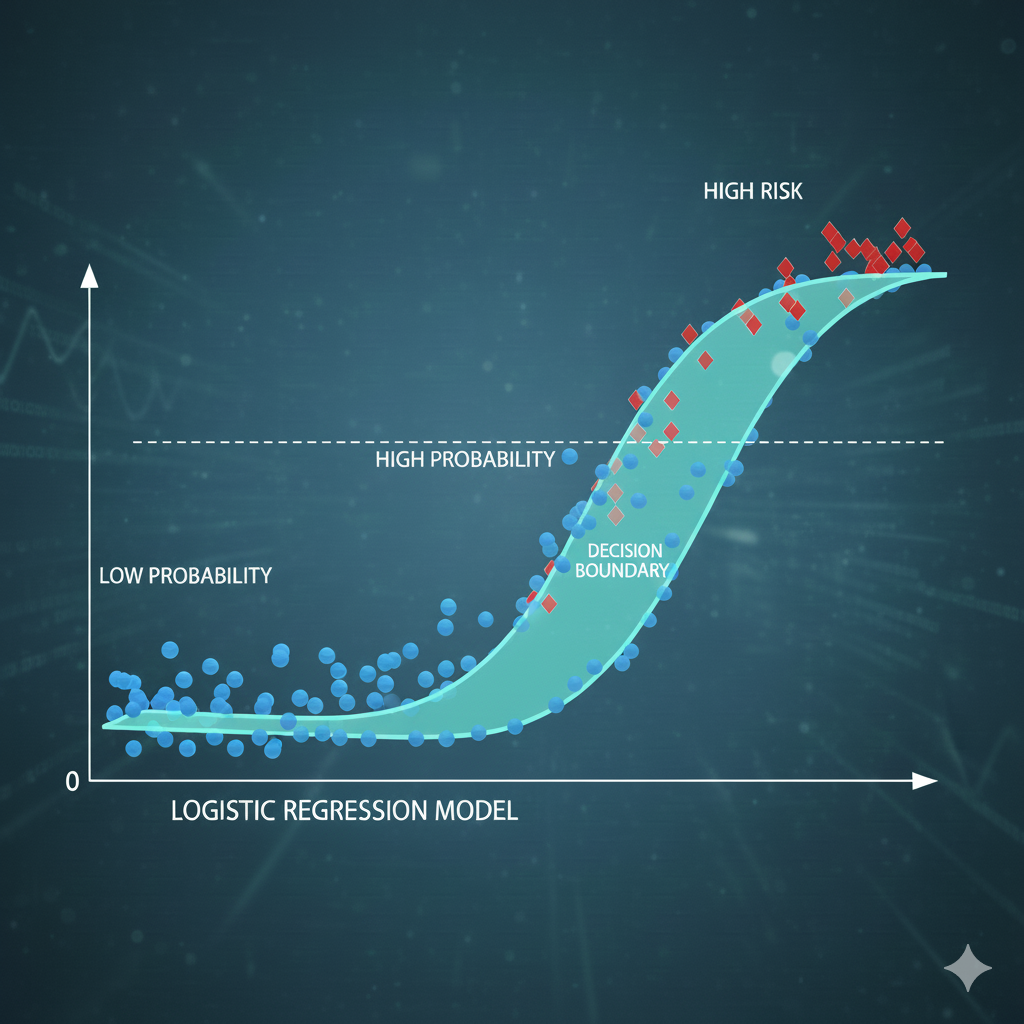 HIGH RISK
HIGH PROBABILITY
DECISION
BOUNDARY
LOW PROBABILITY
0
LOGISTIC REGRESSION MODEL